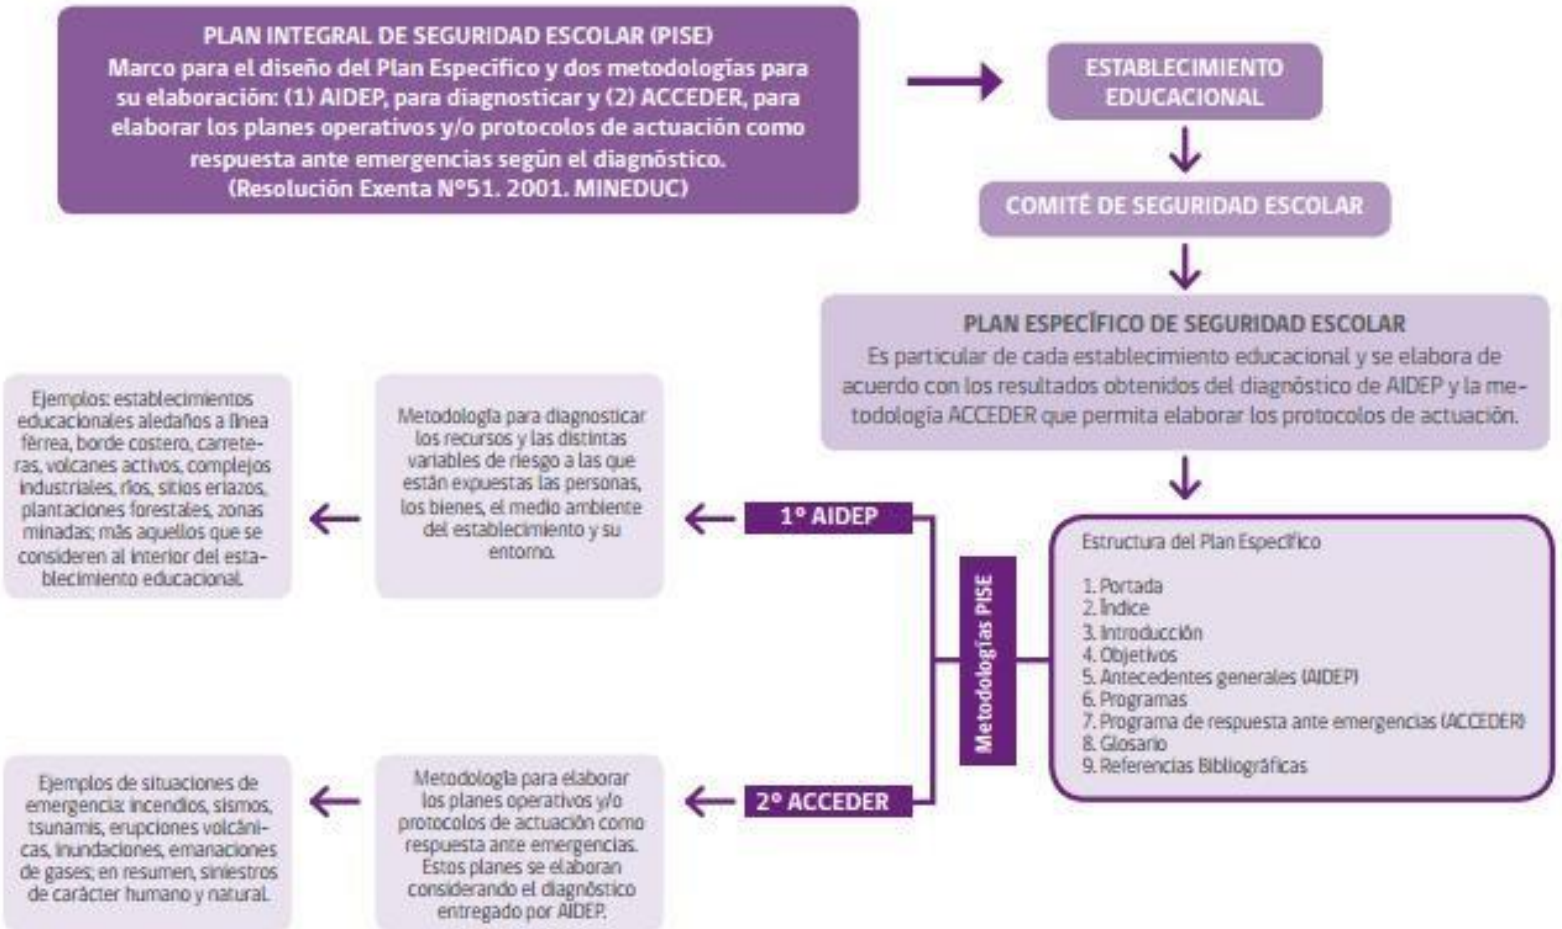 PLAN INTEGRAL DE SEGURIDAD ESCOLAR (PISE)
Marco para el diseño del Plan Específico y dos metodologías para
su elaboración: (1) AIDEP, para diagnosticar y (2) ACCEDER, para
elaborar los planes operativos y/o protocolos de actuación como
respuesta ante emergencias según el diagnóstico.
(Resolución Exenta N°51. 2001. MINEDUC)
ESTABLECIMIENTO
EDUCACIONAL
COMITÉ DE SEGURIDAD ESCOLAR
PLAN ESPECÍFICO DE SEGURIDAD ESCOLAR
Es particular de cada establecimiento educacional y se elabora de
acuerdo con los resultados obtenidos del diagnóstico de AIDEP y la me-
todología ACCEDER que permita elaborar los protocolos de actuación.
Estructura del Plan Específico
1. Portada
2. Índice
3. Introducción
4. Objetivos
5. Antecedentes generales (AIDEP)
6. Programas
7. Programa de respuesta ante emergencias (ACCEDER)
8. Glosario
9. Referencias Bibliográficas
Metodologías PISE
1° AIDEP
Metodología para diagnosticar
los recursos y las distintas
variables de riesgo a las que
están expuestas las personas,
los bienes, el medio ambiente
del establecimiento y su
entorno.
Ejemplos: establecimientos
educacionales aledaños a línea
férrea, borde costero, carrete-
ras, volcanes activos, complejos
industriales, ríos, sitios eriazos,
plantaciones forestales, zonas
minadas; más aquellos que se
consideren al interior del esta-
blecimiento educacional.
2° ACCEDER
Metodología para elaborar
los planes operativos y/o
protocolos de actuación como
respuesta ante emergencias.
Estos planes se elaboran
considerando el diagnóstico
entregado por AIDEP.
Ejemplos de situaciones de
emergencia: incendios, sismos,
tsunamis, erupciones volcáni-
cas, inundaciones, emanaciones
de gases; en resumen, siniestros
de carácter humano y natural.